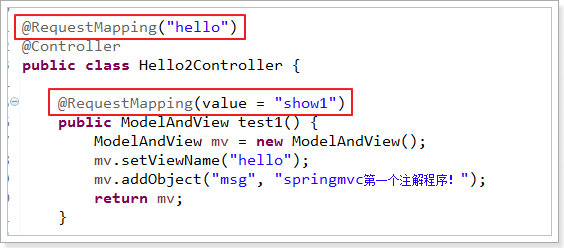 @RequestMapping("hello")
@Controller
public class Hello2Controller {
@RequestMapping(value = "show1")
public ModelAndView test1() {
ModelAndView mv = new ModelAndView();
mv.setViewName("hello");
mv.addObject("msg", "springmvc第一个注解程序! ");
return mv;
}